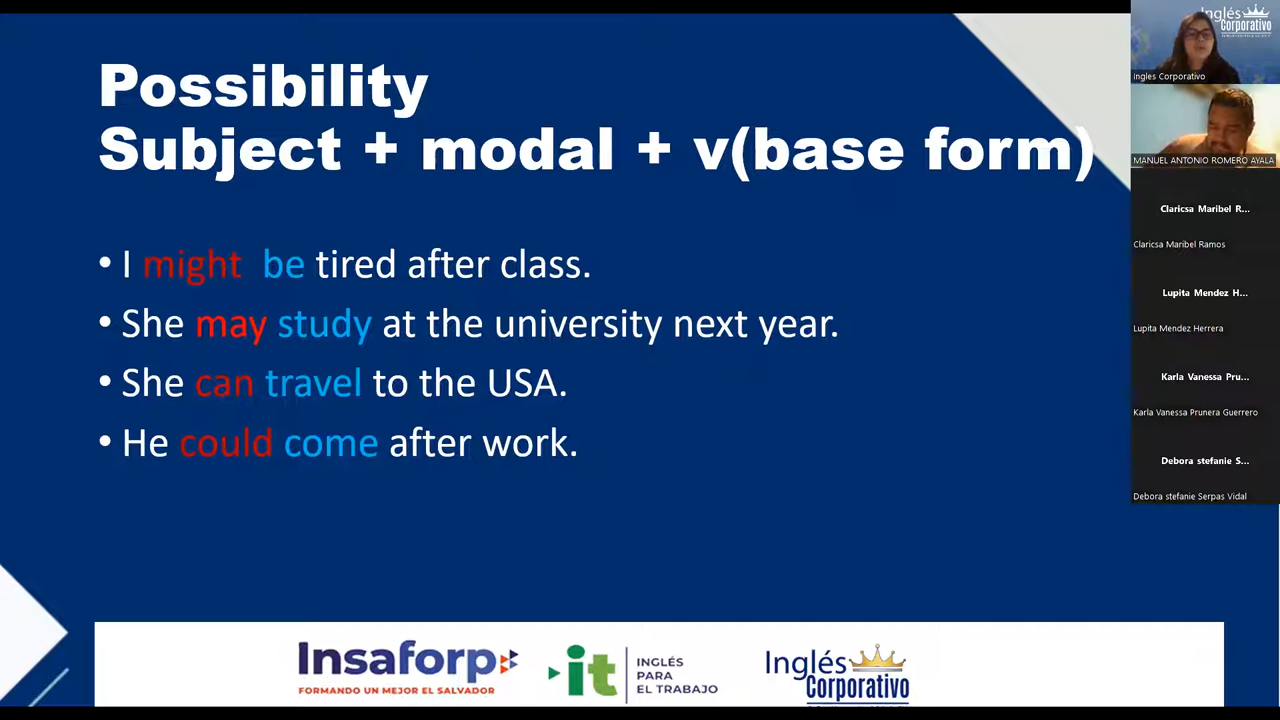 Possibility
Subject + modal + v(base form)
• I might be tired after class.
• She may study at the university next year.
• She can travel to the USA.
• He could come after work.
Insaforp
FORMANDO UN MEJOR EL SALVADOR
it
INGLÉS
PARA
EL TRABAJO
Inglés
Corporativo
Inglés
Corporativo
Ingles Corporativo
MANUEL ANTONIO ROMERO AYALA
Claricsa Maribel R...
Claricsa Maribel Ramos
Lupita Mendez H...
Lupita Mendez Herrera
Karla Vanessa Pru...
Karla Vanessa Prunera Guerrero
Debora stefanie S...
Debora stefanie Serpas Vidal